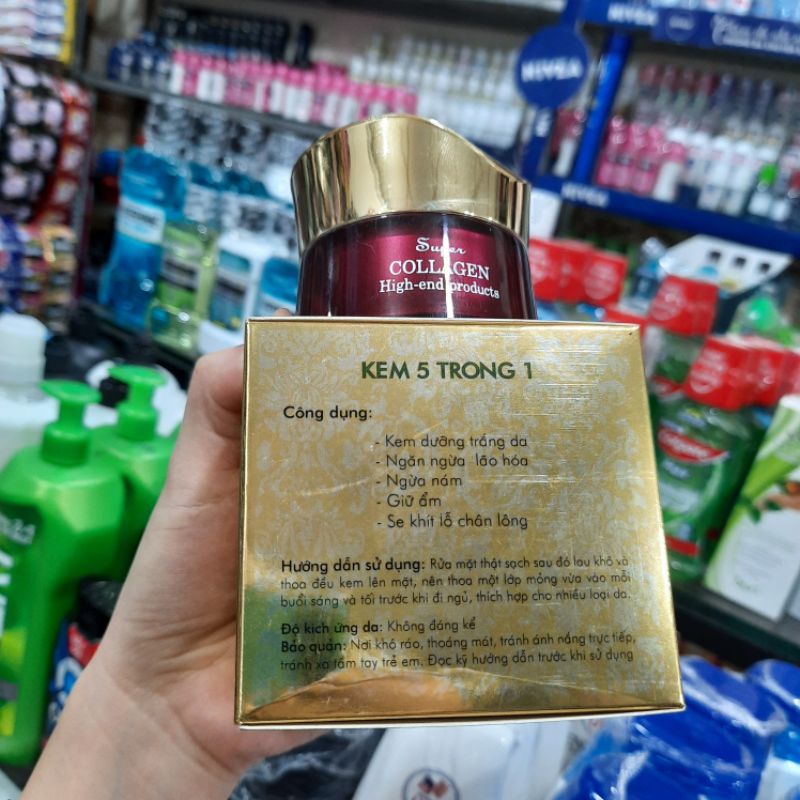 NIVEA
NIVEA
NIVEA
Super
COLLAGEN
High-end products
KEM 5 TRONG 1
Công dụng:
- Kem dưỡng trắng da
- Ngăn ngừa lão hóa
- Ngừa nám
- Giữ ẩm
- Se khít lỗ chân lông
Hướng dẫn sử dụng: Rửa mặt thật sạch sau đó lau khô và
thoa đều kem lên mặt, nên thoa một lớp mỏng vừa vào mỗi
buổi sáng và tối trước khi đi ngủ, thích hợp cho nhiều loại da.
Độ kích ứng da: Không đáng kể
Bảo quản: Nơi khô ráo, thoáng mát, tránh ánh nắng trực tiếp,
tránh xa tầm tay trẻ em. Đọc kỹ hướng dẫn trước khi sử dụng
LISTERINE
Colgate